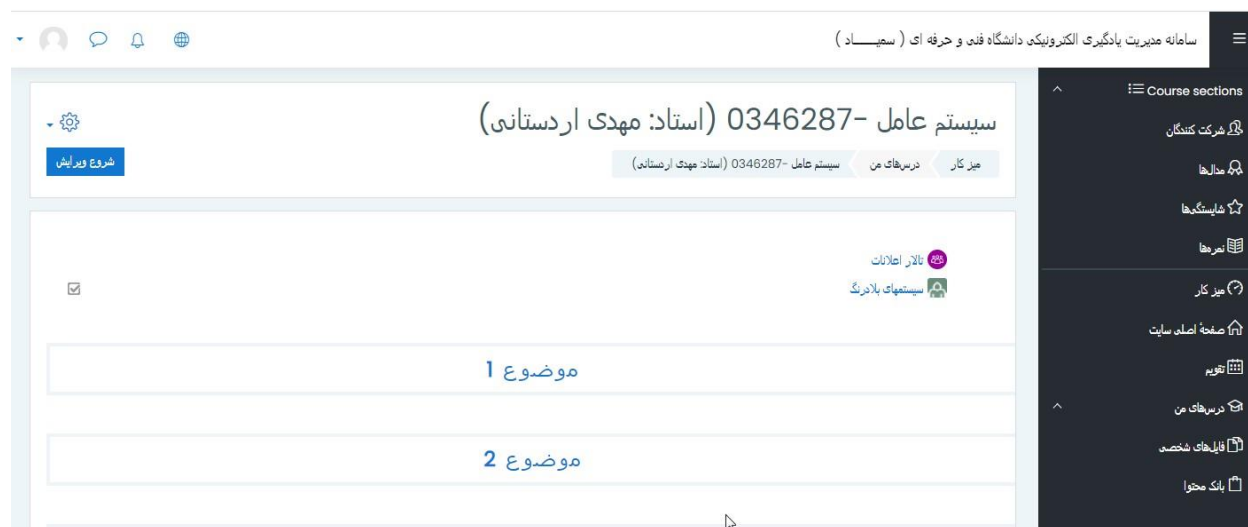 سامانه مدیریت یادگیری الکترونیکی دانشگاه فنی و حرفه ای ( سمیـــــاد )
Course sections
شرکت کنندگان
مدال‌ها
شایستگی‌ها
نمره‌ها
میز کار
صفحهٔ اصلی سایت
تقویم
درس‌های من
فایل‌های شخصی
بانک محتوا
سیستم عامل -0346287 (استاد: مهدی اردستانی)
میز کار
درس‌های من
سیستم عامل -0346287 (استاد: مهدی اردستانی)
شروع ویرایش
تالار اعلانات
سیستمهای بلادرنگ
موضوع 1
موضوع 2